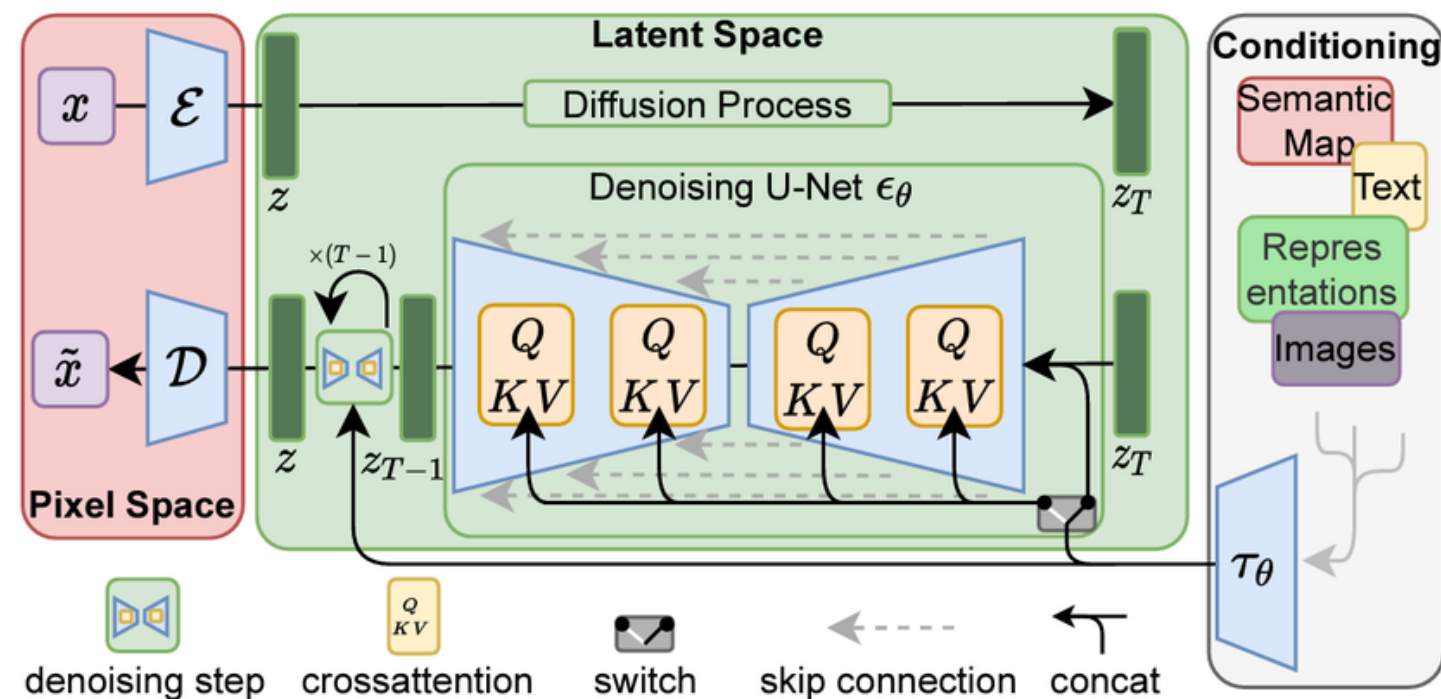 Latent Space
Conditioning
x
ℰ
Diffusion Process
z
z_T
Semantic
Map
Text
Repres
entations
Images
Denoising U-Net ϵ_θ
×(T − 1)
Q
KV
Q
KV
Q
KV
Q
KV
x̃
𝒟
z
z_{T−1}
z_T
Pixel Space
τ_θ
Q
KV
denoising step
crossattention
switch
skip connection
concat